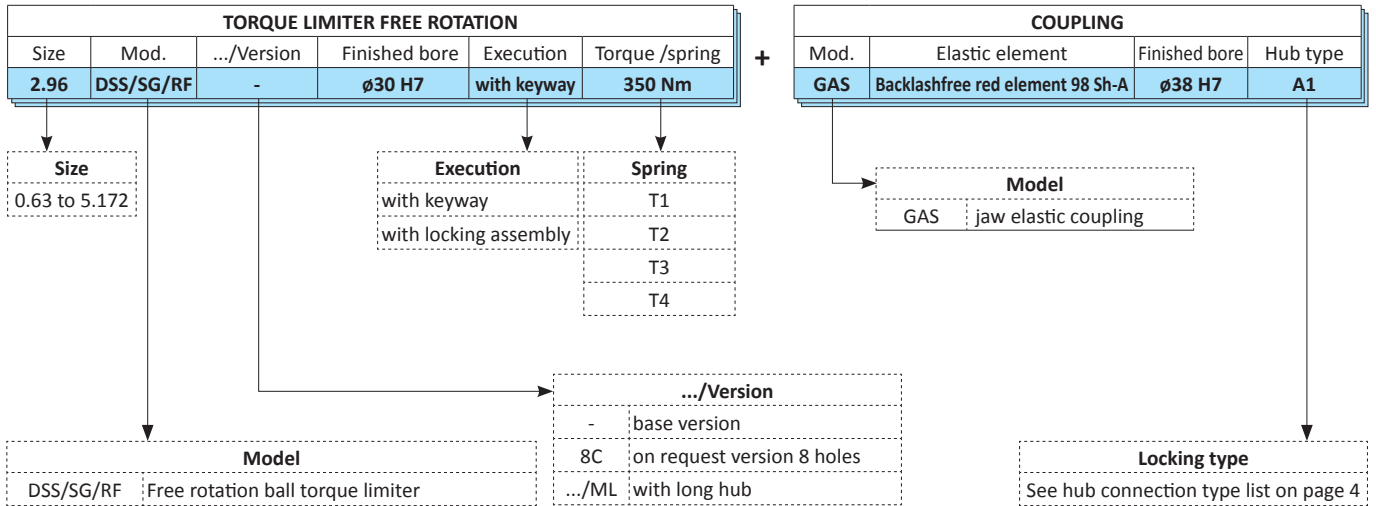 TORQUE LIMITER FREE ROTATION
Size Mod. .../Version Finished bore Execution Torque /spring
2.96 DSS/SG/RF - ø30 H7 with keyway 350 Nm
+
COUPLING
Mod. Elastic element Finished bore Hub type
GAS Backlashfree red element 98 Sh-A ø38 H7 A1
Size
0.63 to 5.172
Execution
with keyway
with locking assembly
Spring
T1
T2
T3
T4
Model
GAS jaw elastic coupling
.../Version
- base version
8C on request version 8 holes
.../ML with long hub
Model
DSS/SG/RF Free rotation ball torque limiter
Locking type
See hub connection type list on page 4